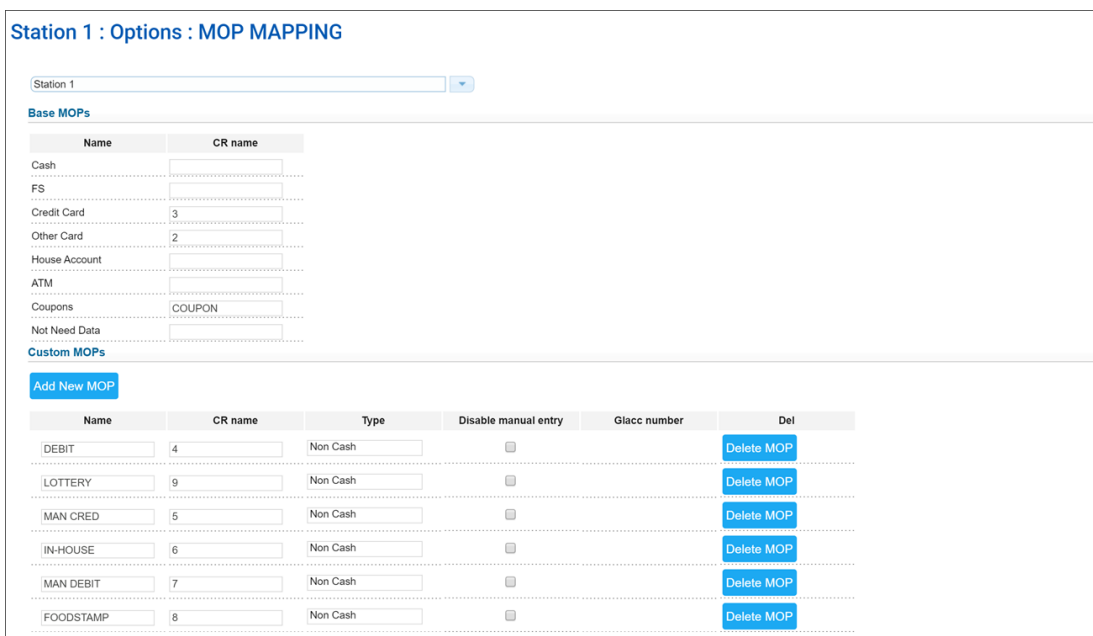 Station 1 : Options : MOP MAPPING
Station 1
Base MOPs
Name CR name
Cash
FS
Credit Card 3
Other Card 2
House Account
ATM
Coupons COUPON
Not Need Data
Custom MOPs
Add New MOP
Name CR name Type Disable manual entry Glacc number Del
DEBIT 4 Non Cash Delete MOP
LOTTERY 9 Non Cash Delete MOP
MAN CRED 5 Non Cash Delete MOP
IN-HOUSE 6 Non Cash Delete MOP
MAN DEBIT 7 Non Cash Delete MOP
FOODSTAMP 8 Non Cash Delete MOP